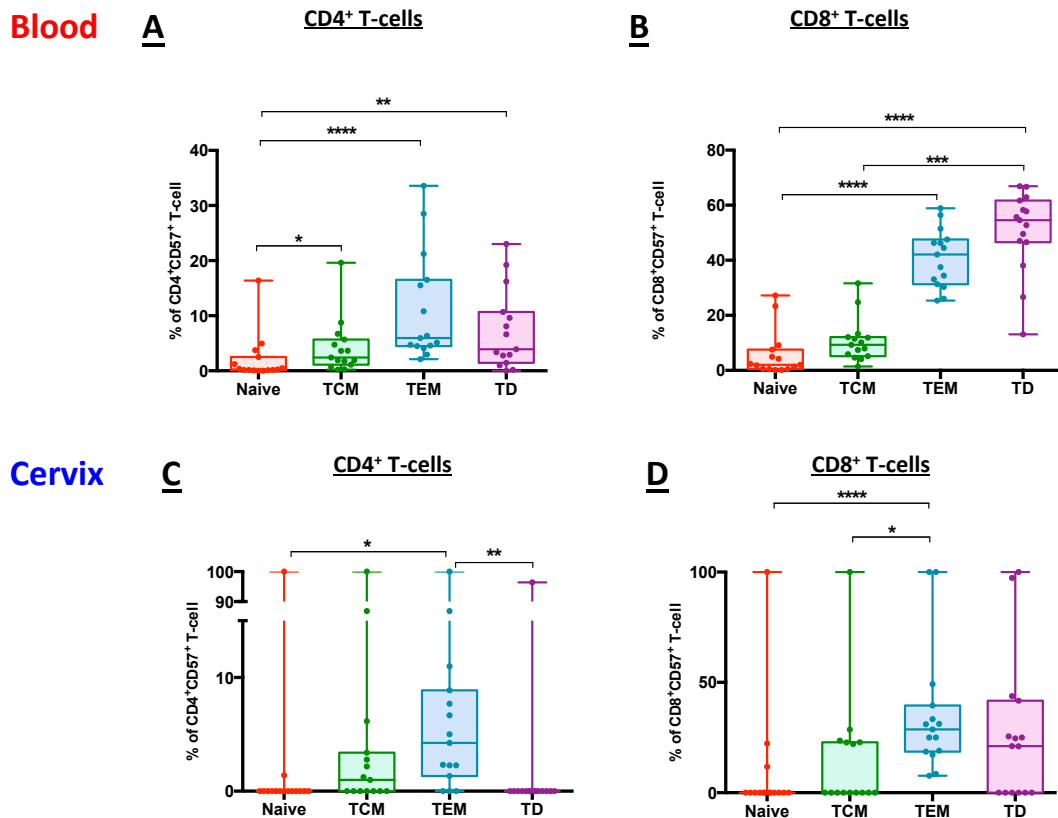 Blood
A
CD4⁺ T-cells
B
CD8⁺ T-cells
**
****
*
% of CD4⁺CD57⁺ T-cell
40
30
20
10
0
Naive TCM TEM TD
****
***
****
% of CD8⁺CD57⁺ T-cell
80
60
40
20
0
Naive TCM TEM TD
Cervix
C
CD4⁺ T-cells
D
CD8⁺ T-cells
*
**
% of CD4⁺CD57⁺ T-cell
100
90
10
0
Naive TCM TEM TD
****
*
% of CD8⁺CD57⁺ T-cell
100
50
0
Naive TCM TEM TD